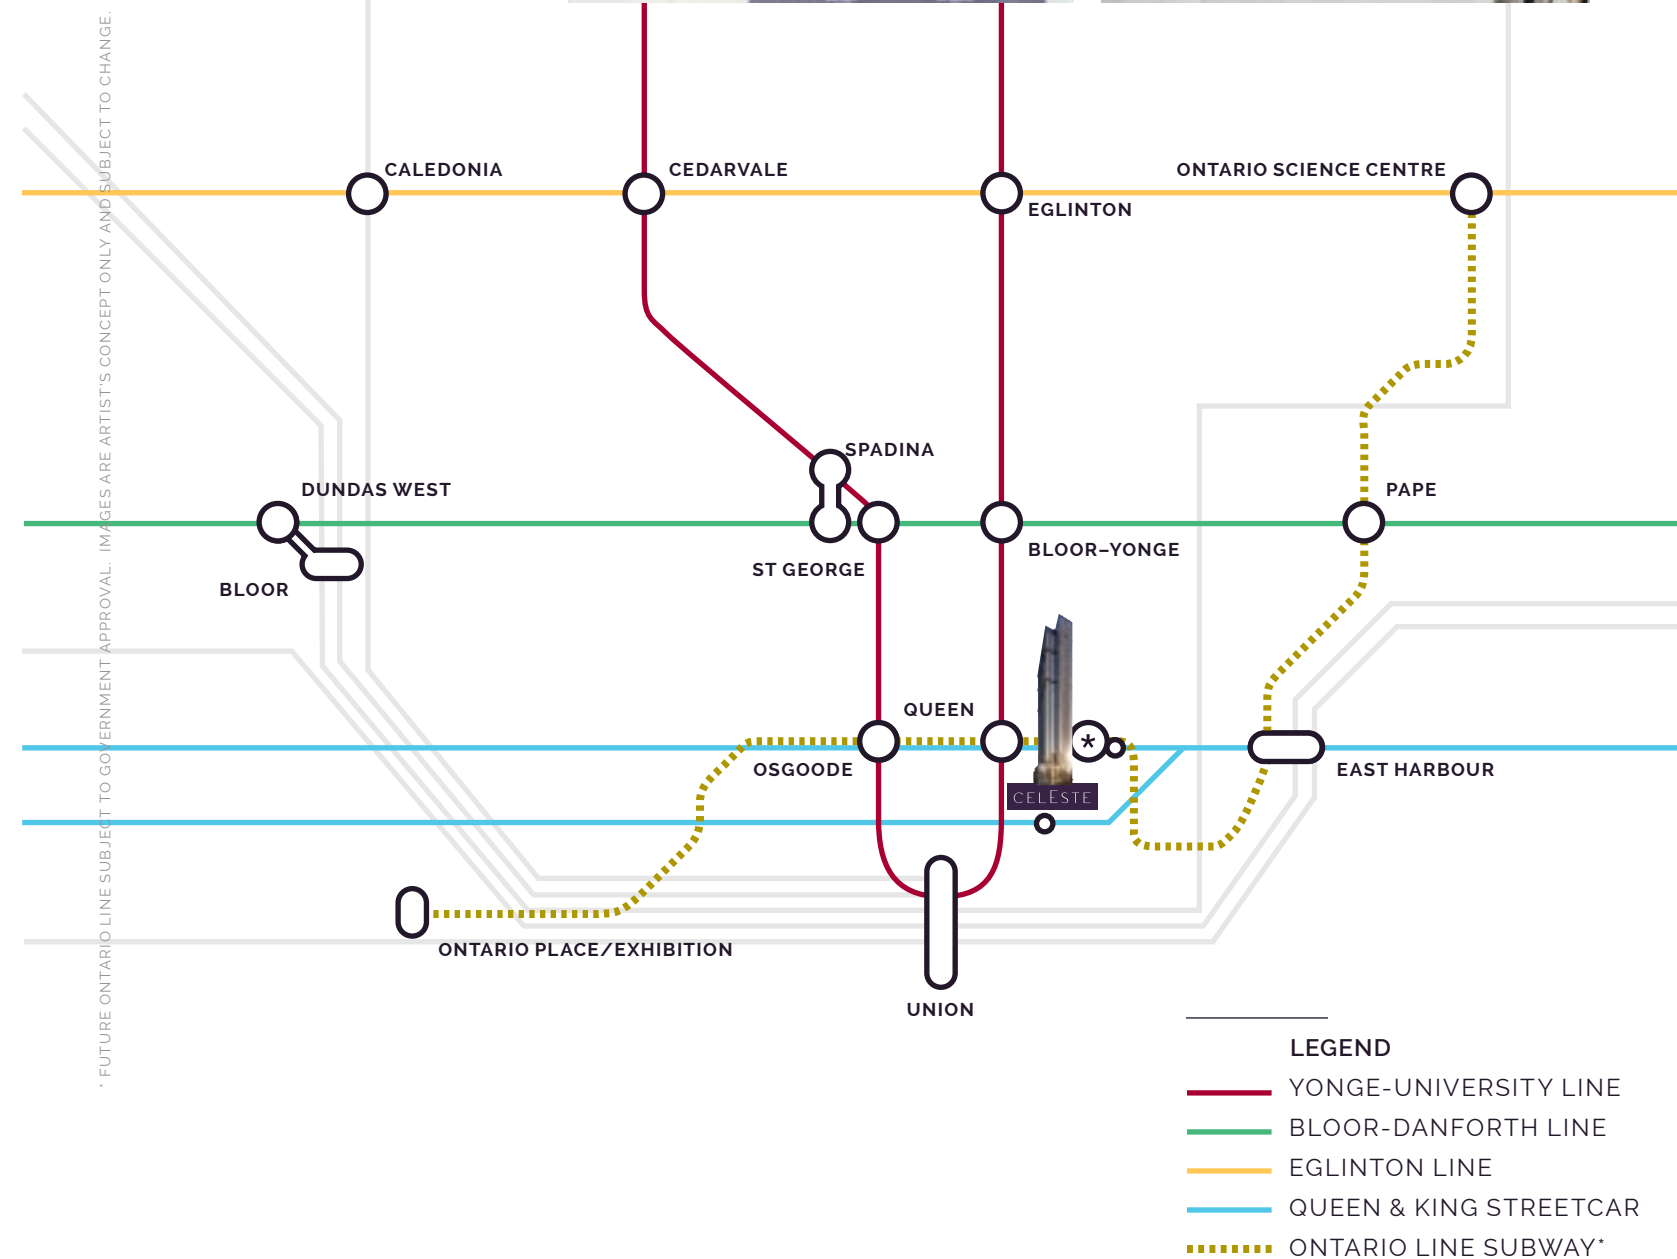 CALEDONIA
CEDARVALE
ONTARIO SCIENCE CENTRE
EGLINTON
SPADINA
DUNDAS WEST
PAPE
BLOOR–YONGE
ST GEORGE
BLOOR
QUEEN
*
OSGOODE
EAST HARBOUR
CELESTE
ONTARIO PLACE/EXHIBITION
UNION
* FUTURE ONTARIO LINE SUBJECT TO GOVERNMENT APPROVAL. IMAGES ARE ARTIST'S CONCEPT ONLY AND SUBJECT TO CHANGE.
LEGEND
YONGE-UNIVERSITY LINE
BLOOR-DANFORTH LINE
EGLINTON LINE
QUEEN & KING STREETCAR
ONTARIO LINE SUBWAY*